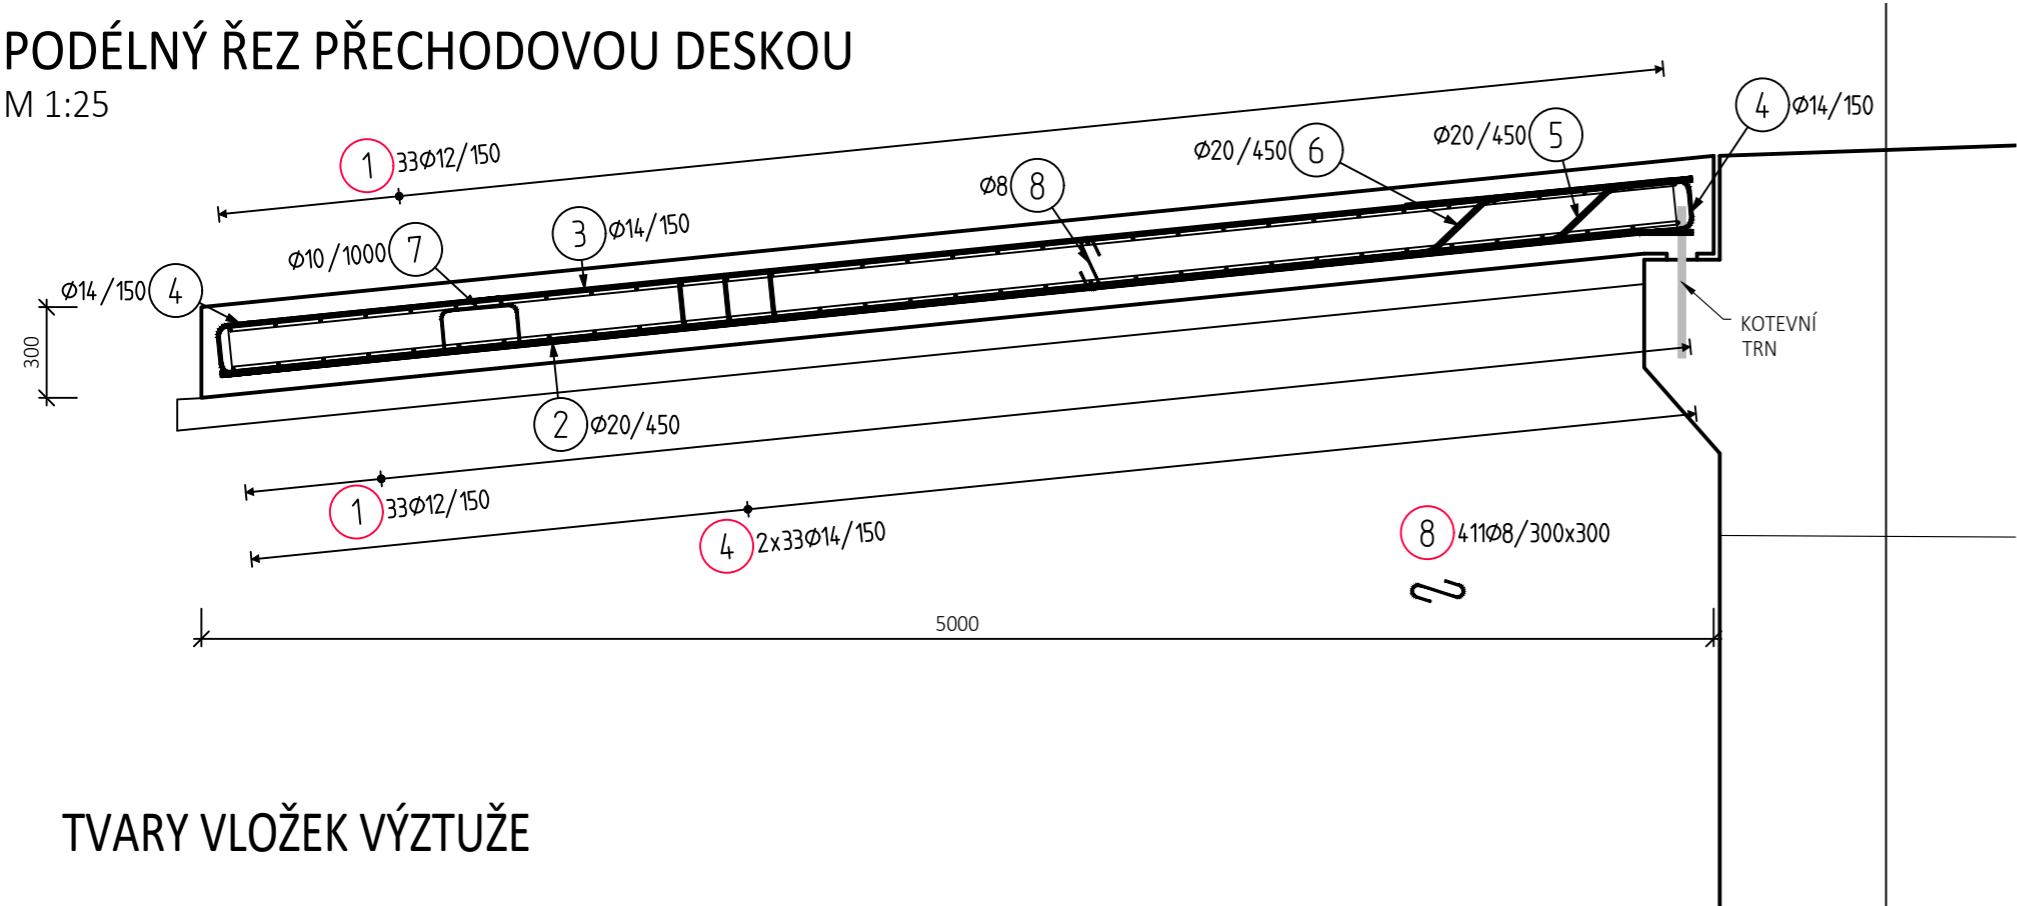 PODÉLNÝ ŘEZ PŘECHODOVOU DESKOU
M 1:25
1 33Ø12/150
Ø20/450 6
Ø20/450 5
4 Ø14/150
Ø8 8
3 Ø14/150
Ø10/1000 7
Ø14/150 4
300
KOTEVNÍ
TRN
2 Ø20/450
1 33Ø12/150
4 2x33Ø14/150
8 411Ø8/300x300
5000
TVARY VLOŽEK VÝZTUŽE